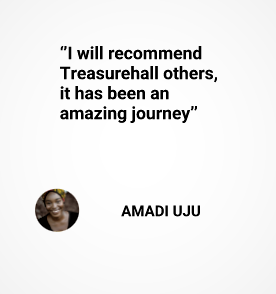 “I will recommend
Treasurehall others,
it has been an
amazing journey”
AMADI UJU